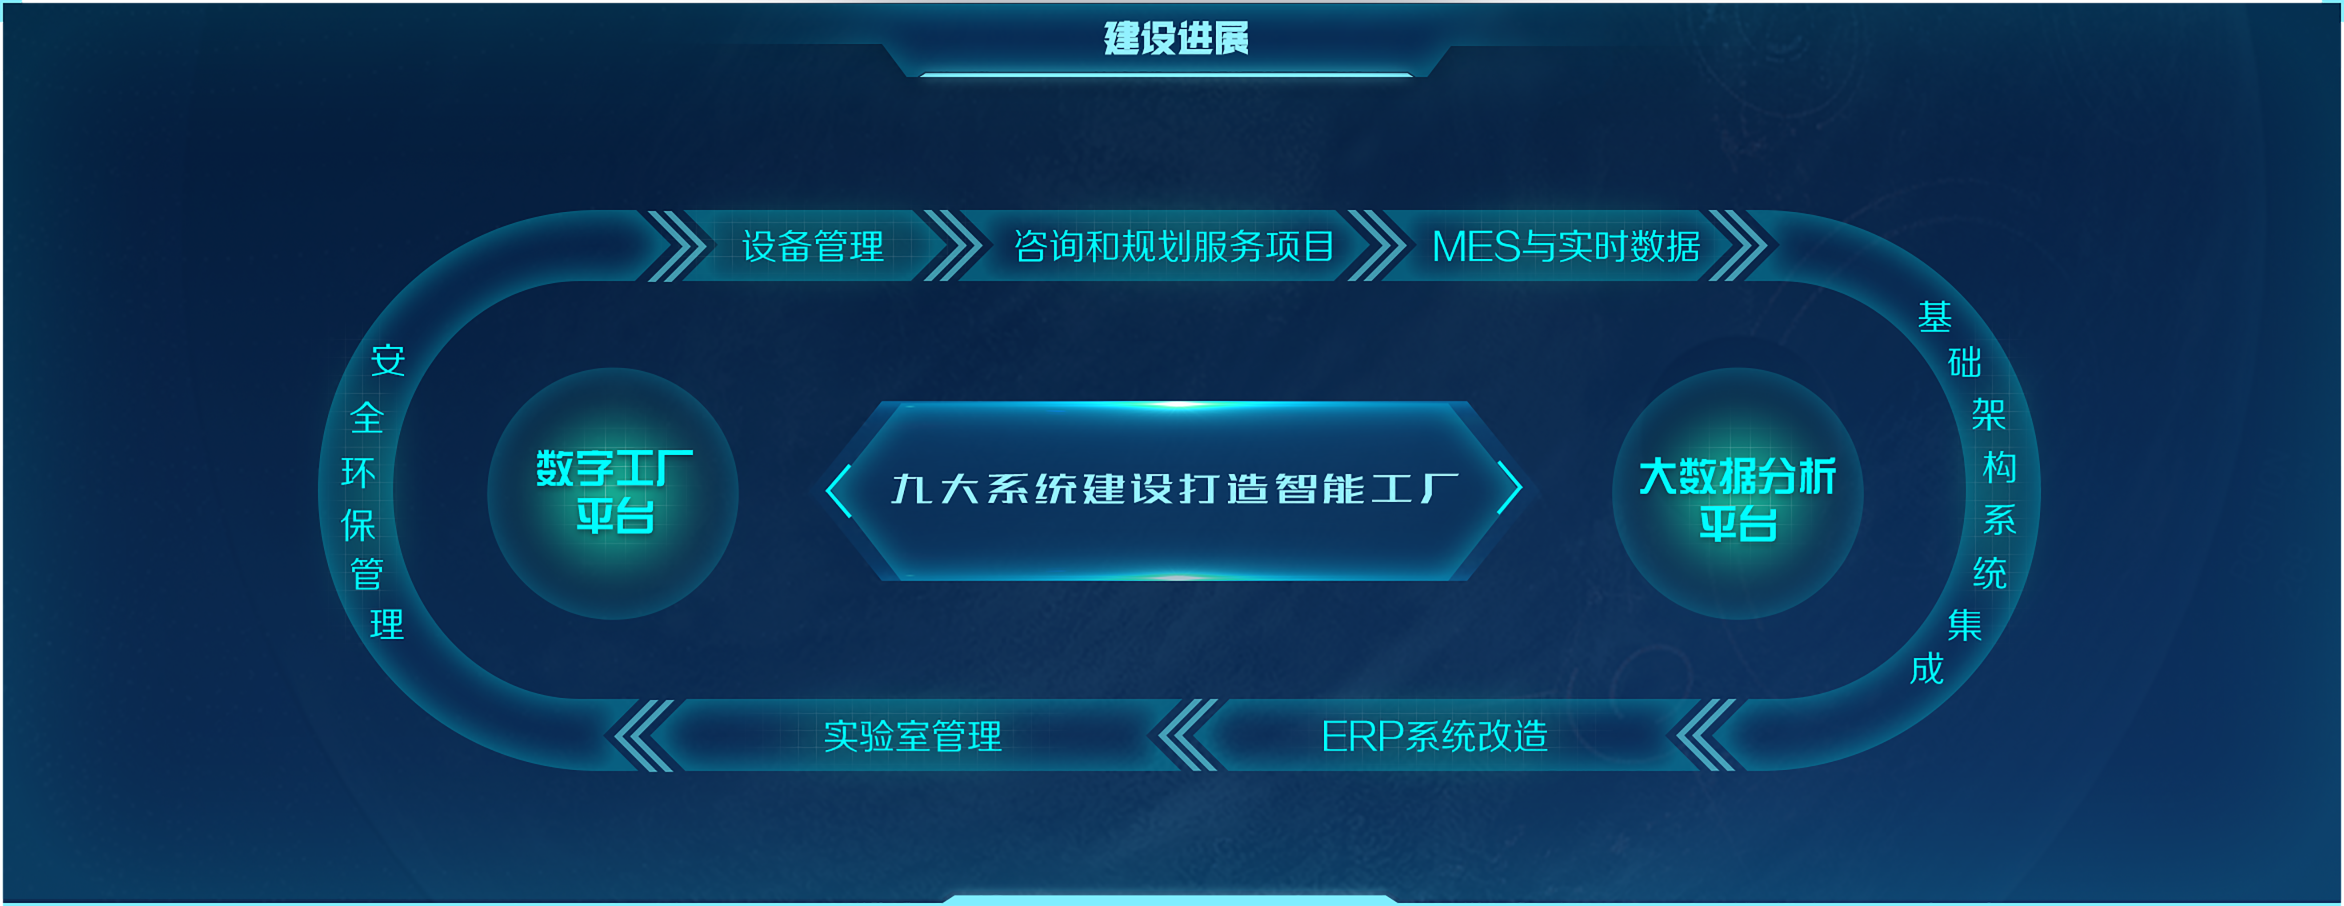 建设进展
设备管理
咨询和规划服务项目
MES与实时数据
基础架构系统集成
安全环保管理
数字工厂
平台
九大系统建设打造智能工厂
大数据分析
平台
实验室管理
ERP系统改造